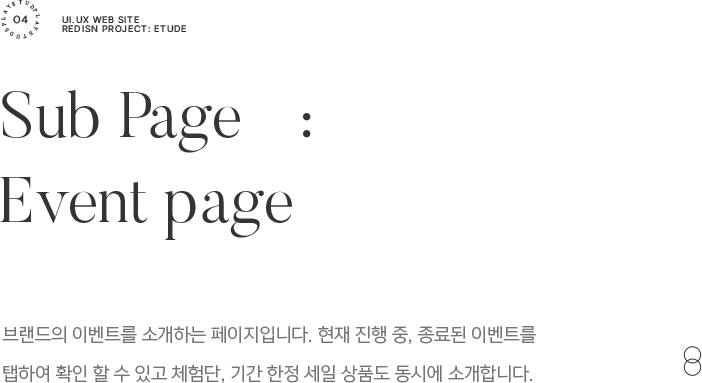 04
UI.UX WEB SITE
REDISN PROJECT: ETUDE
Sub Page :
Event page
브랜드의 이벤트를 소개하는 페이지입니다. 현재 진행 중, 종료된 이벤트를
탭하여 확인 할 수 있고 체험단, 기간 한정 세일 상품도 동시에 소개합니다.